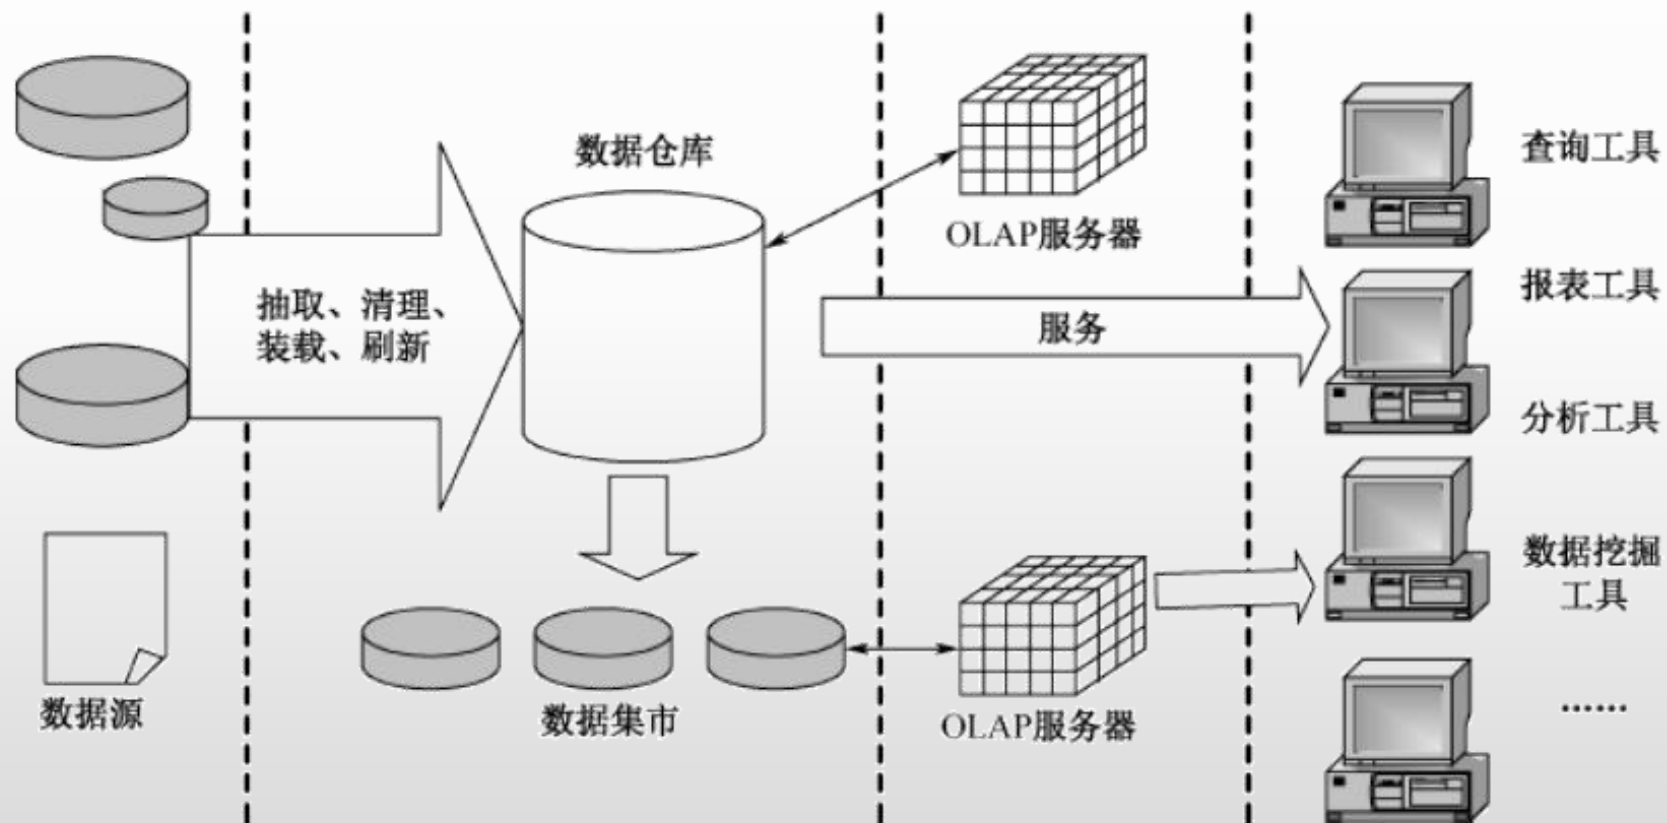 数据仓库
查询工具
OLAP服务器
报表工具
抽取、清理、
装载、刷新
服务
分析工具
数据挖掘
工具
数据源
数据集市
OLAP服务器
......